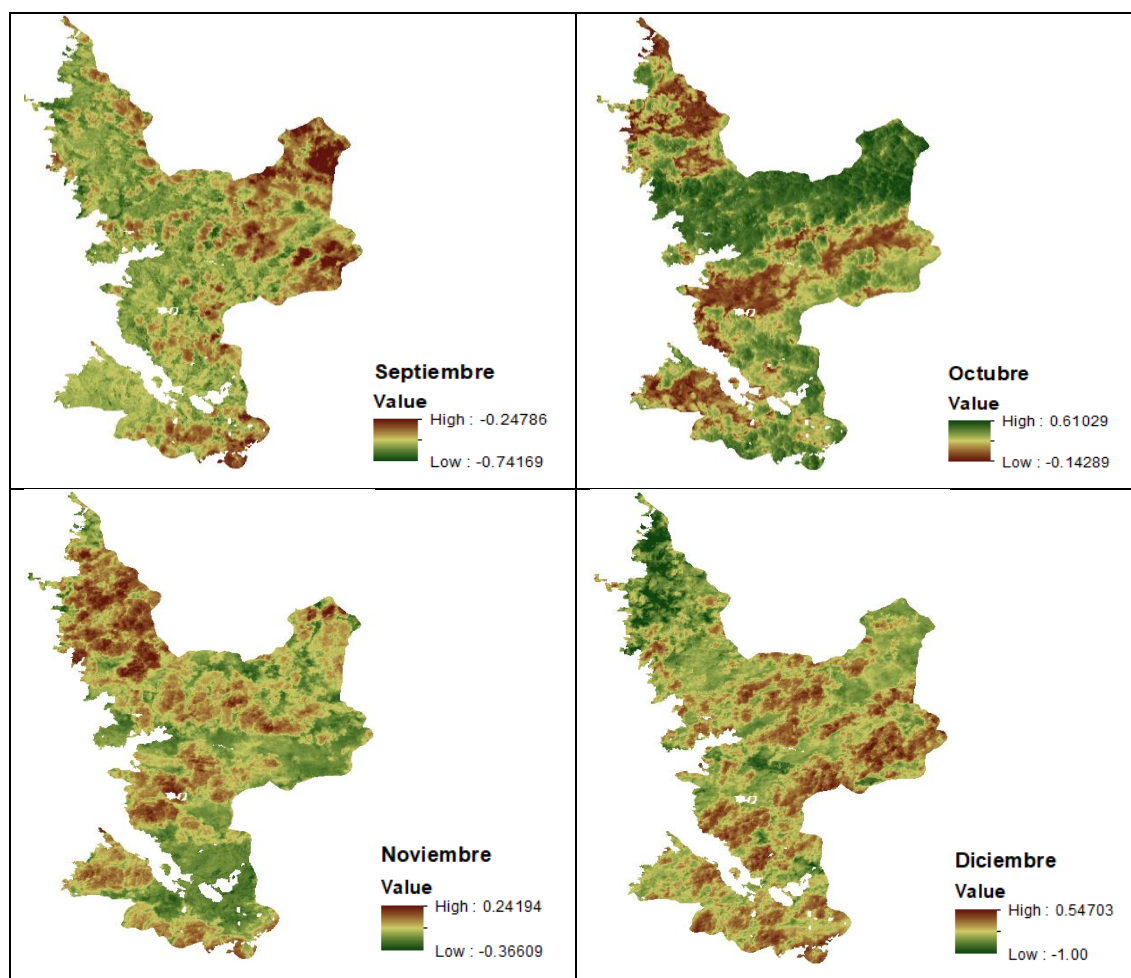 Septiembre
Value
High : -0.24786
Low : -0.74169
Octubre
Value
High : 0.61029
Low : -0.14289
Noviembre
Value
High : 0.24194
Low : -0.36609
Diciembre
Value
High : 0.54703
Low : -1.00